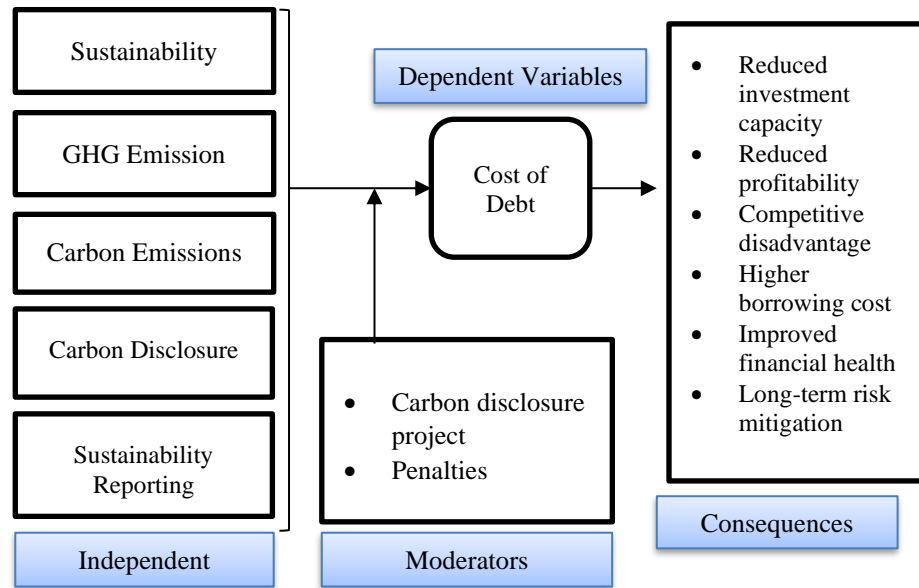 Sustainability
GHG Emission
Carbon Emissions
Carbon Disclosure
Sustainability
Reporting
Independent
Dependent Variables
Cost of
Debt
• Carbon disclosure
project
• Penalties
Moderators
• Reduced
investment
capacity
• Reduced
profitability
• Competitive
disadvantage
• Higher
borrowing cost
• Improved
financial health
• Long-term risk
mitigation
Consequences